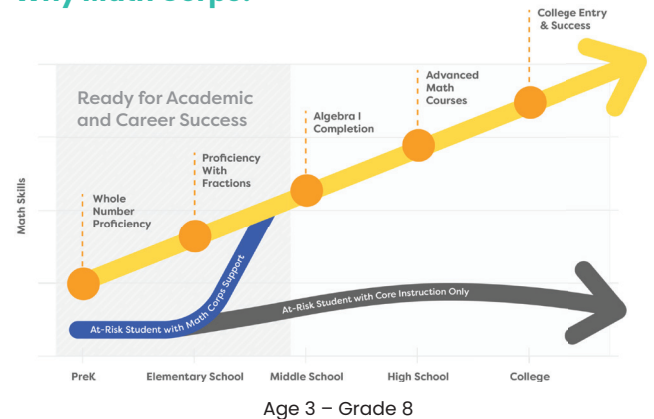 Why Math Corps?
College Entry
& Success
Advanced
Math
Courses
Ready for Academic
and Career Success
Algebra I
Completion
Proficiency
With
Fractions
Whole
Number
Proficiency
Math Skills
At-Risk Student with Math Corps Support
At-Risk Student with Core Instruction Only
PreK
Elementary School
Middle School
High School
College
Age 3 – Grade 8